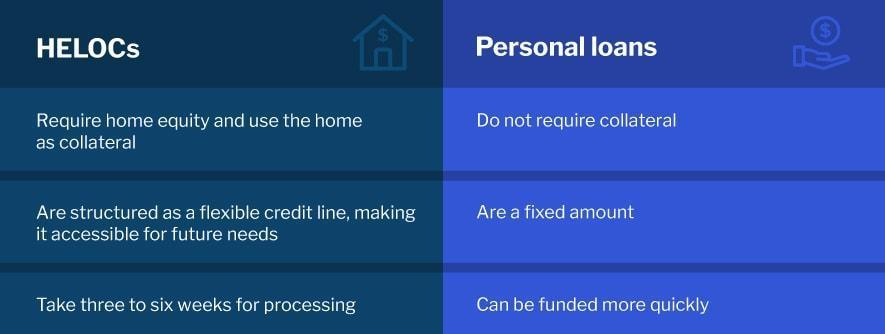 HELOCs
$
Personal loans
$
Require home equity and use the home
as collateral
Do not require collateral
Are structured as a flexible credit line, making
it accessible for future needs
Are a fixed amount
Take three to six weeks for processing
Can be funded more quickly